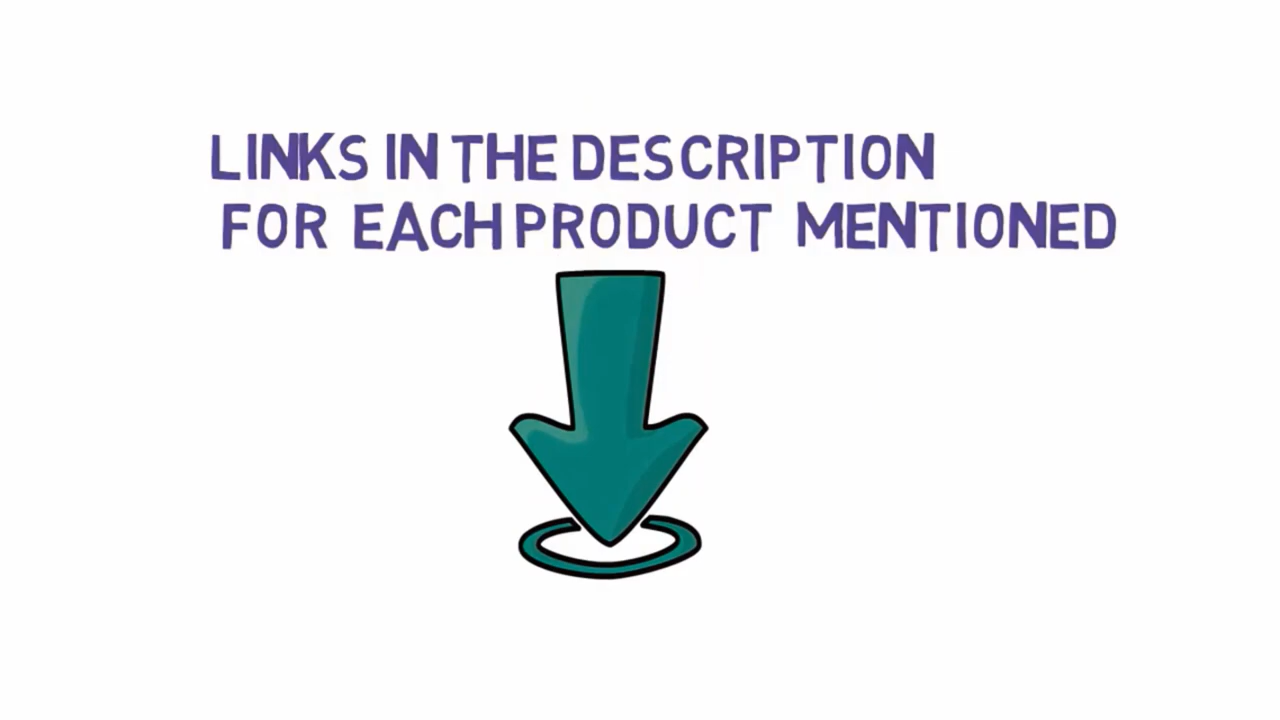 LINKS IN THE DESCRIPTION
FOR EACH PRODUCT MENTIONED